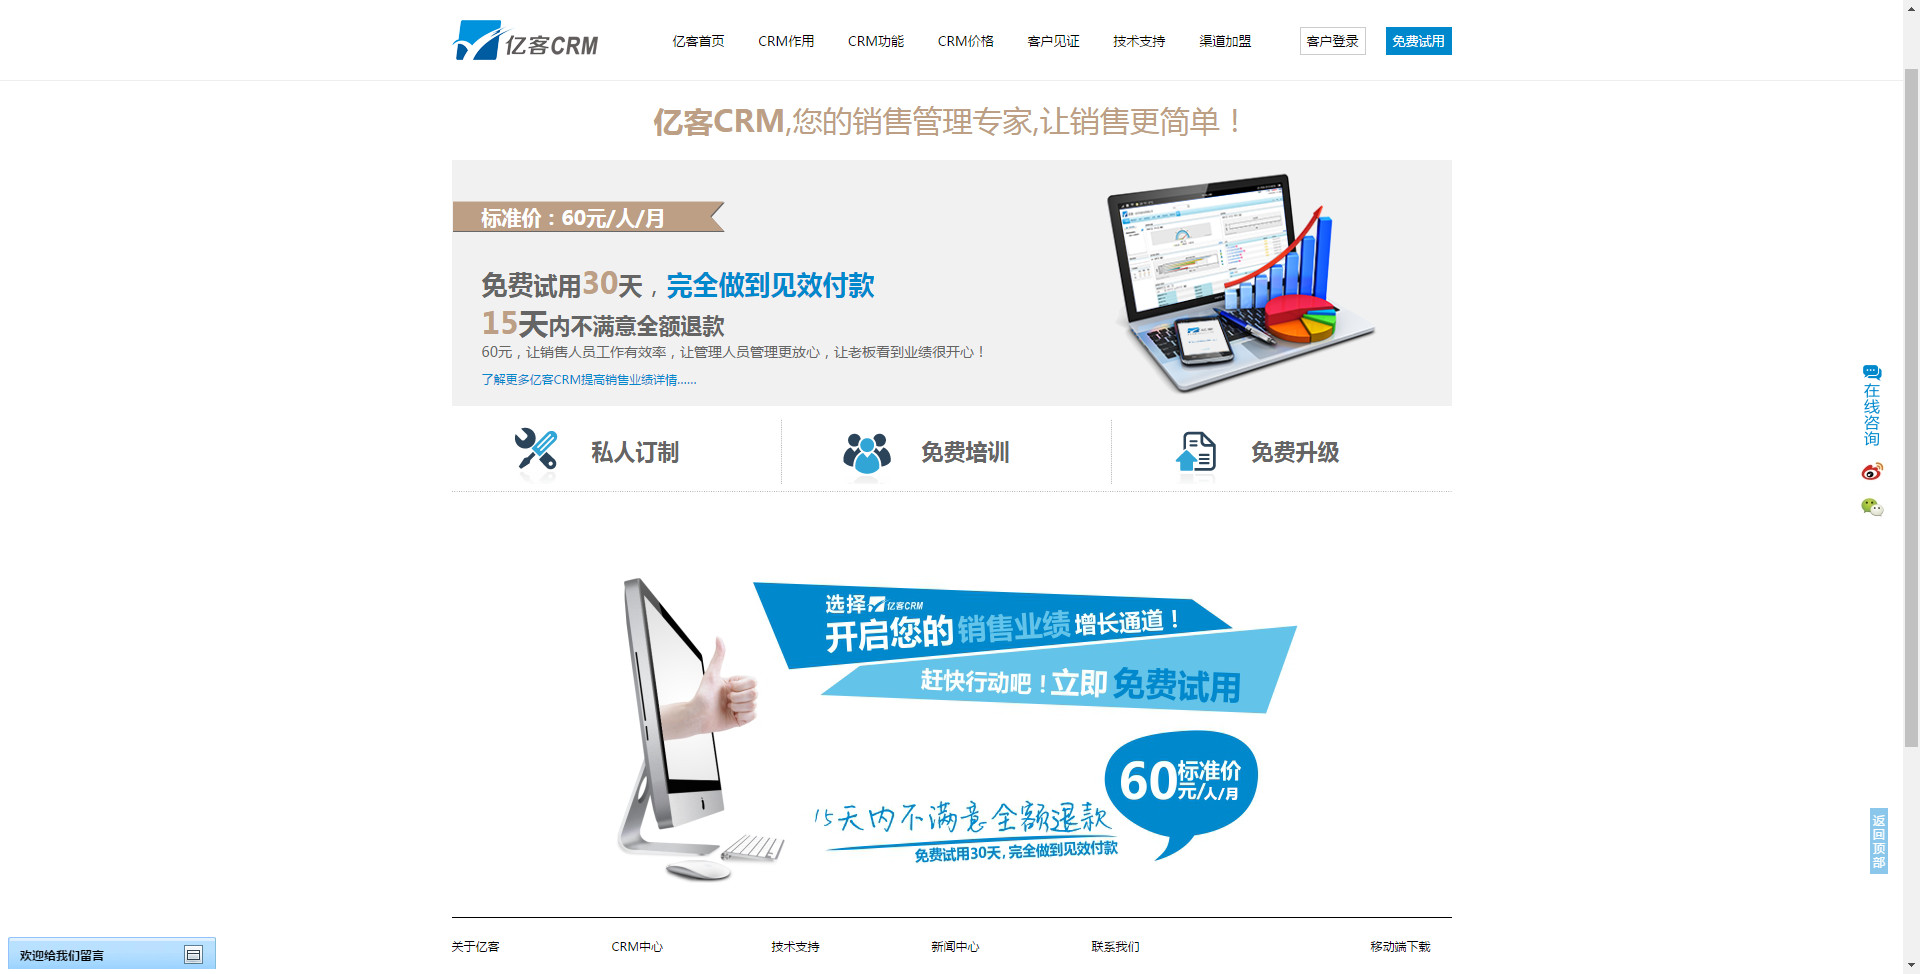 亿客CRM
亿客首页 CRM作用 CRM功能 CRM价格 客户见证 技术支持 渠道加盟 客户登录 免费试用
亿客CRM,您的销售管理专家,让销售更简单！
标准价：60元/人/月
免费试用30天，完全做到见效付款
15天内不满意全额退款
60元，让销售人员工作有效率，让管理人员管理更放心，让老板看到业绩很开心！
了解更多亿客CRM提高销售业绩详情......
私人订制 免费培训 免费升级
在线咨询
选择亿客CRM
开启您的销售业绩增长通道！
赶快行动吧！立即免费试用
60标准价
元/人/月
15天内不满意全额退款
免费试用30天,完全做到见效付款
返回顶部
关于亿客 CRM中心 技术支持 新闻中心 联系我们 移动端下载
欢迎给我们留言